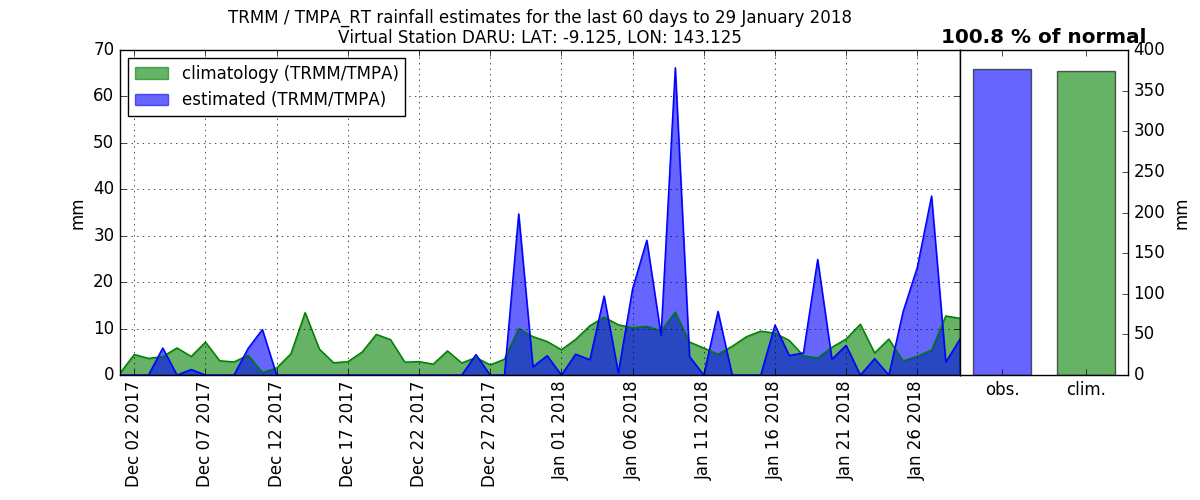 TRMM / TMPA_RT rainfall estimates for the last 60 days to 29 January 2018
Virtual Station DARU: LAT: -9.125, LON: 143.125
100.8 % of normal
climatology (TRMM/TMPA)
estimated (TRMM/TMPA)
70
60
50
40
30
20
10
0
mm
Dec 02 2017
Dec 07 2017
Dec 12 2017
Dec 17 2017
Dec 22 2017
Dec 27 2017
Jan 01 2018
Jan 06 2018
Jan 11 2018
Jan 16 2018
Jan 21 2018
Jan 26 2018
obs.
clim.
400
350
300
250
200
150
100
50
0
mm